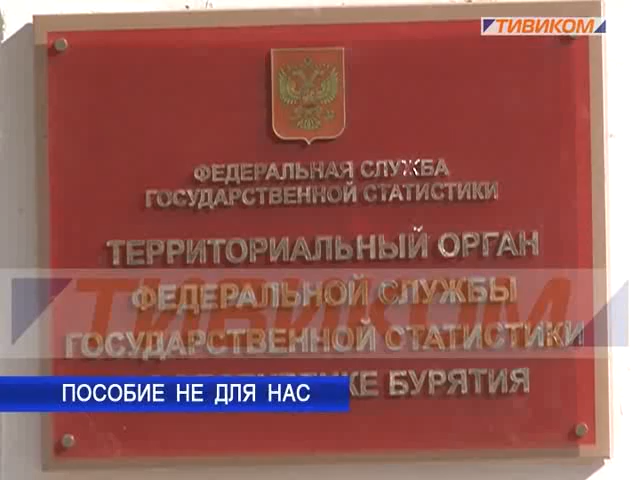 ТИВИКОМ
ФЕДЕРАЛЬНАЯ СЛУЖБА
ГОСУДАРСТВЕННОЙ СТАТИСТИКИ
ТЕРРИТОРИАЛЬНЫЙ ОРГАН
ФЕДЕРАЛЬНОЙ СЛУЖБЫ
ТИВИКОМ
ГОСУДАРСТВЕННОЙ СТАТИСТИКИ
БУРЯТИЯ
ПОСОБИЕ НЕ ДЛЯ НАС